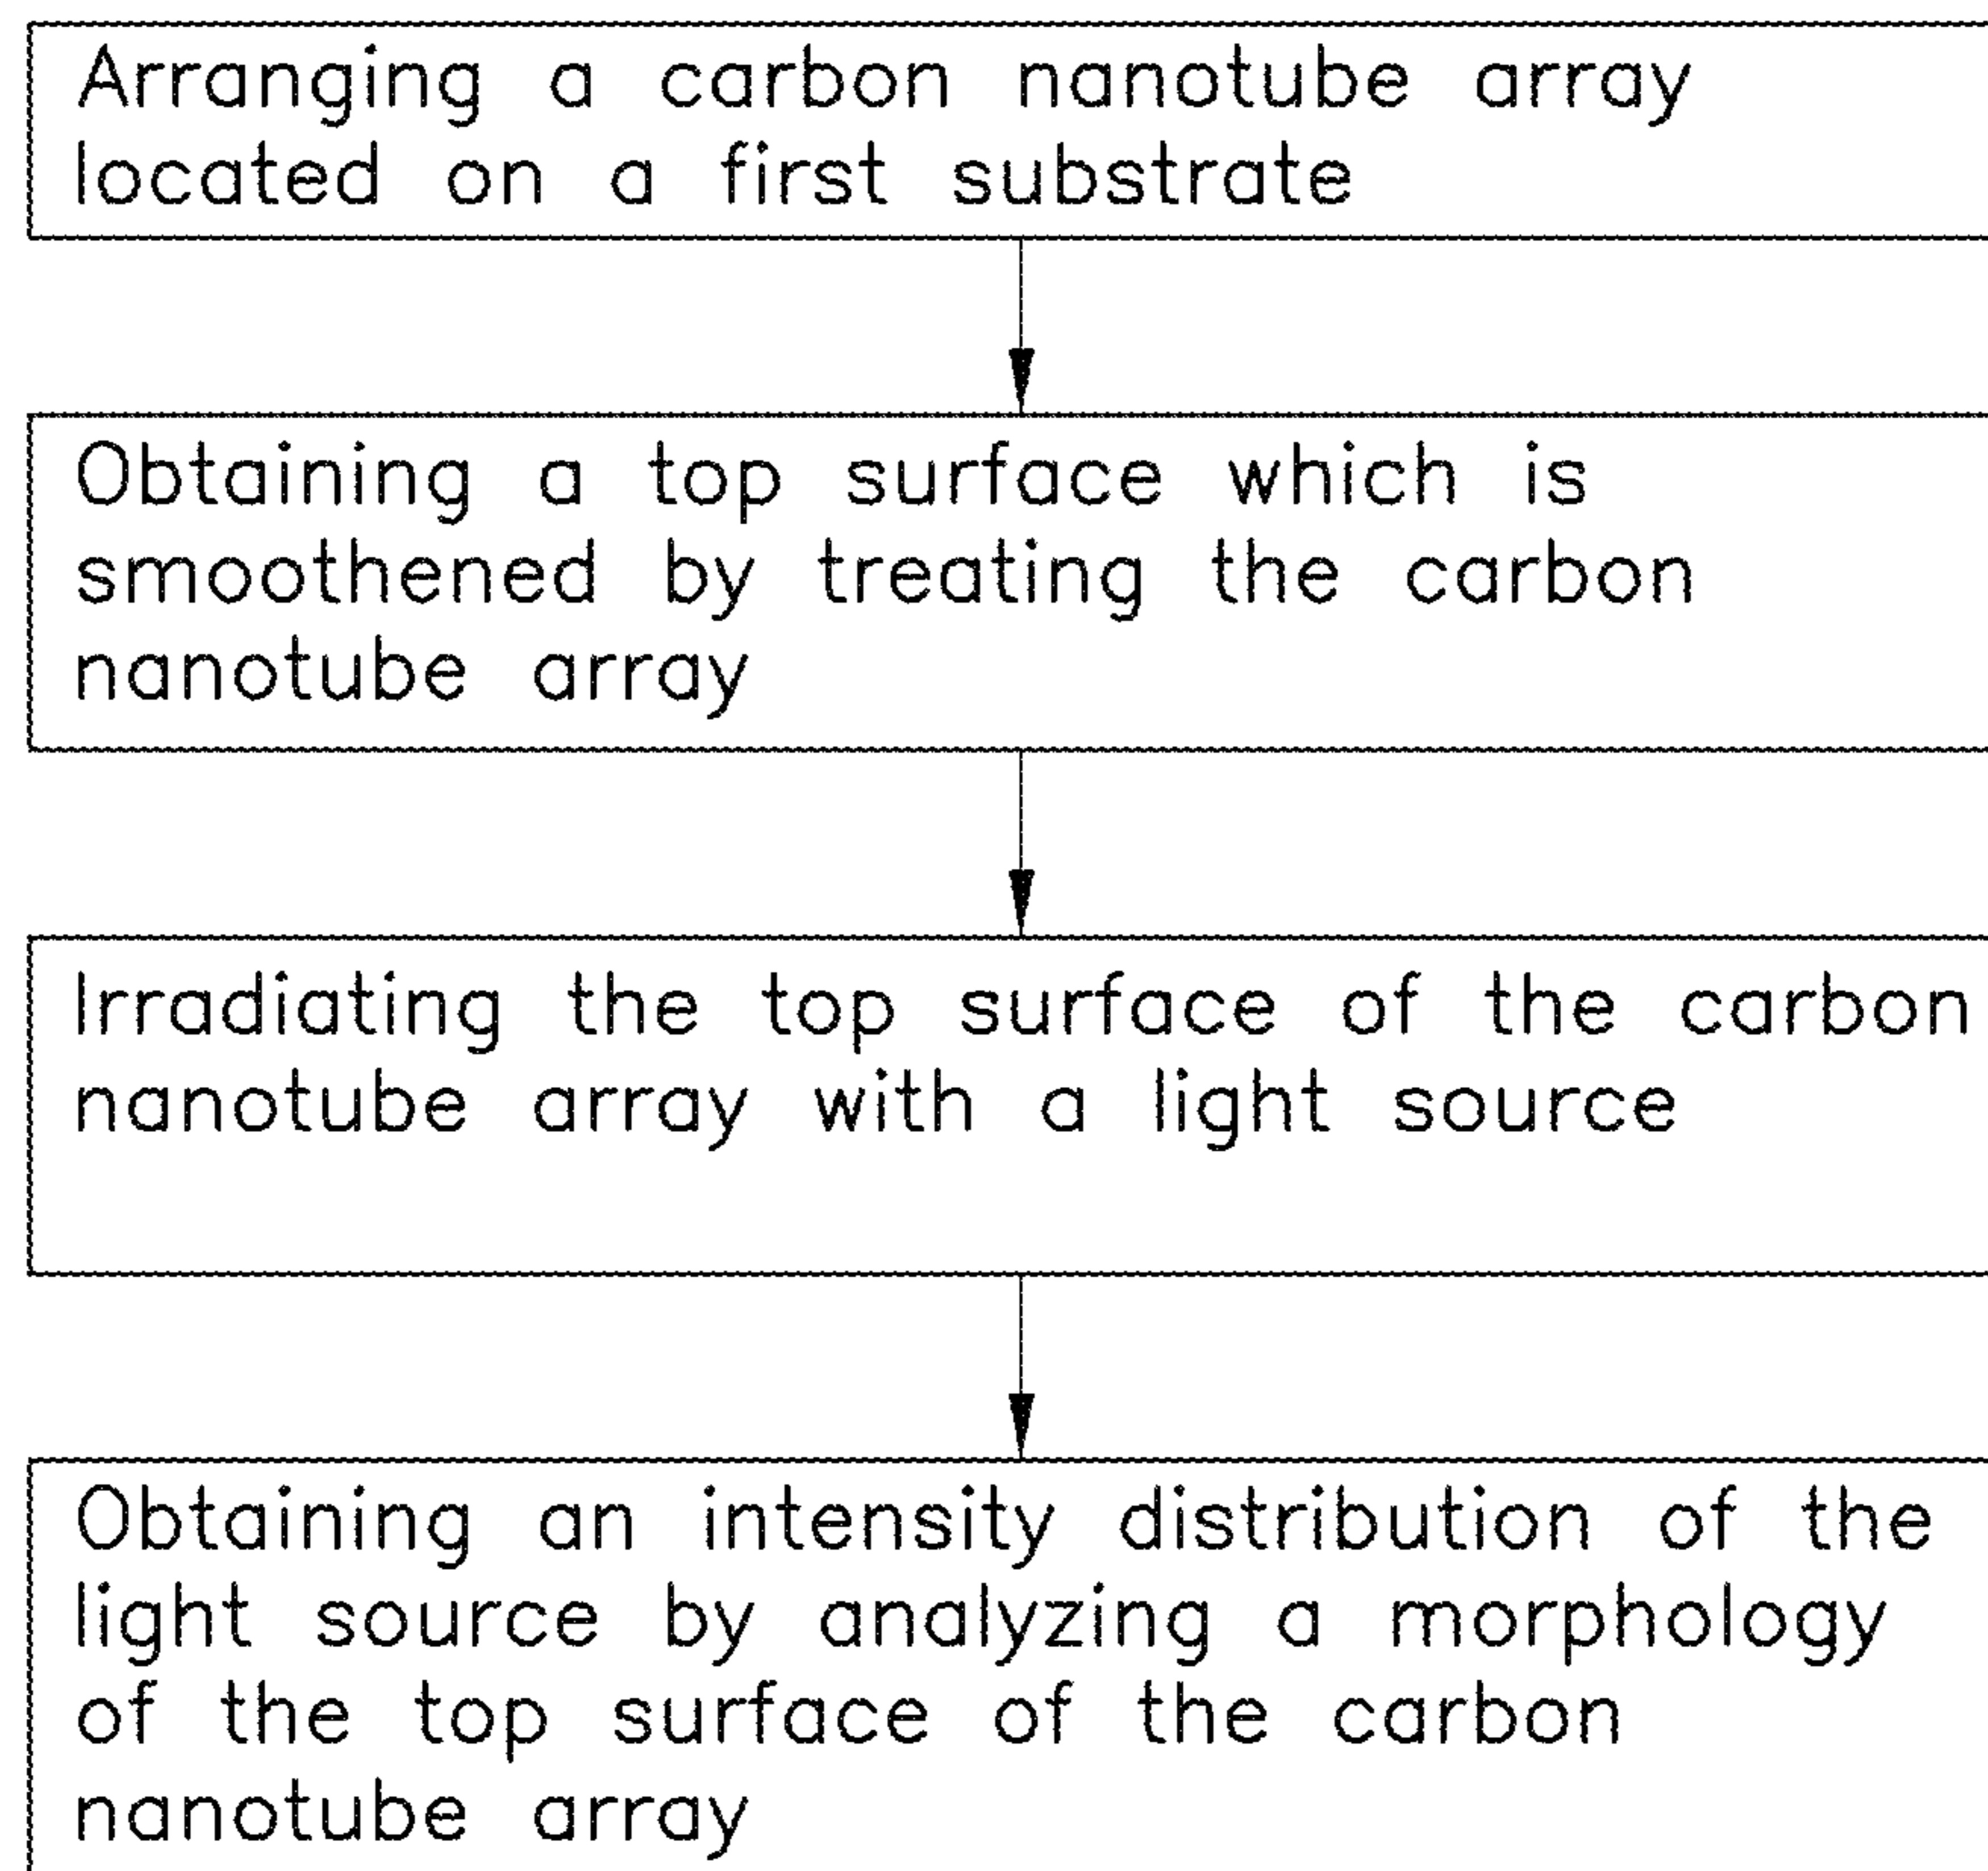 Arranging a carbon nanotube array
located on a first substrate
Obtaining a top surface which is
smoothened by treating the carbon
nanotube array
Irradiating the top surface of the carbon
nanotube array with a light source
Obtaining an intensity distribution of the
light source by analyzing a morphology
of the top surface of the carbon
nanotube array